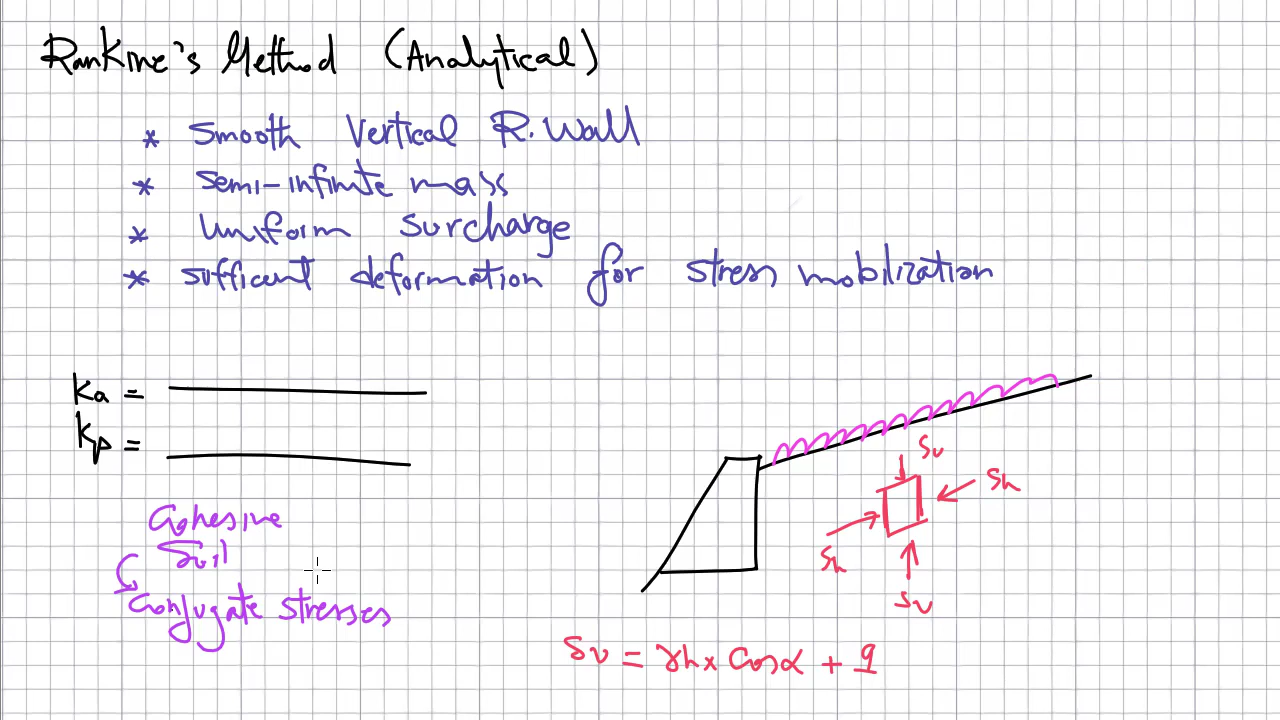 Rankine's Method (Analytical)
* Smooth Vertical R. Wall
* Semi-infinite mass
* Uniform Surcharge
* Sufficent deformation for stress mobilization
Ka =
Kp =
Cohesive
Soil
Conjugate stresses
Sv
Sh
Sh
Sv
δv = γh x Cosα + q